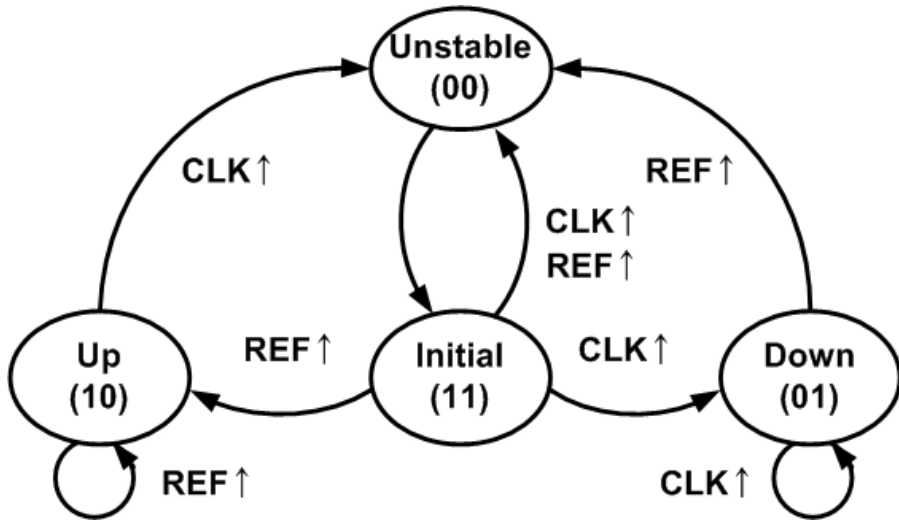 Unstable
(00)
CLK↑
REF↑
CLK↑
REF↑
Up
(10)
REF↑
Initial
(11)
CLK↑
Down
(01)
REF↑
CLK↑